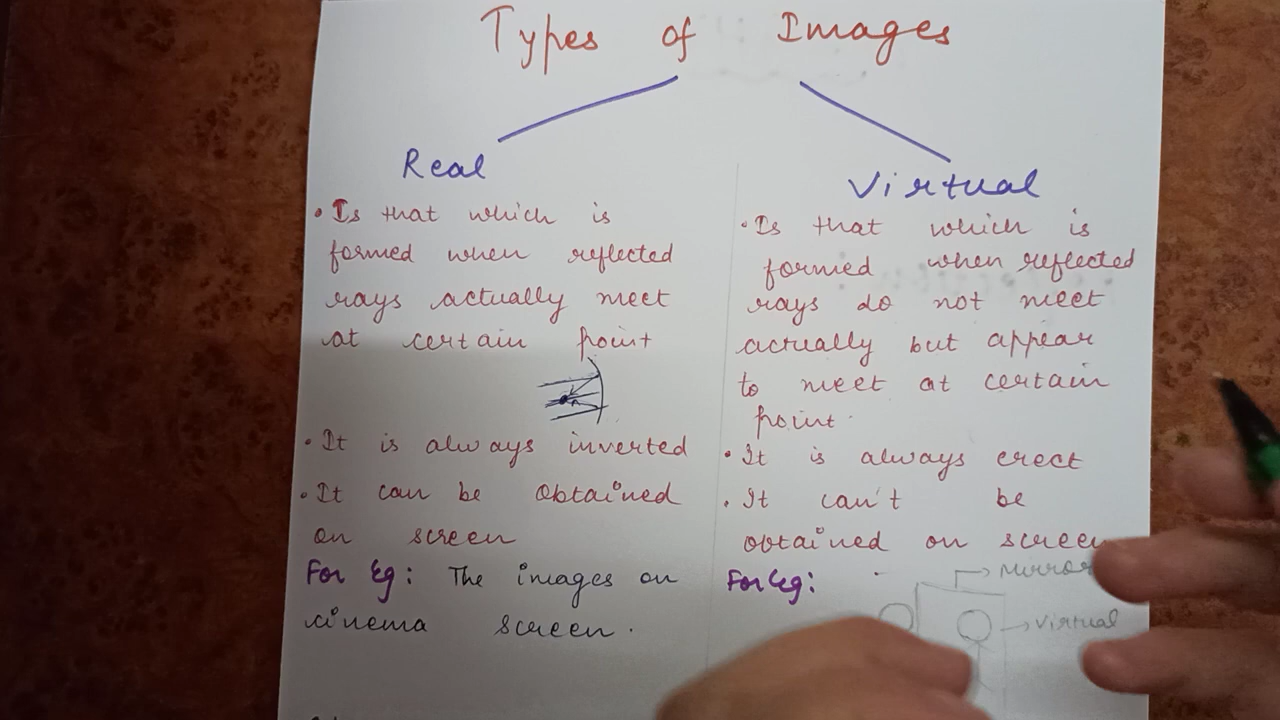 Types of Images
Real
• Is that which is
formed when reflected
rays actually meet
at certain point
• It is always inverted
• It can be obtained
on screen
For Eg: The images on
cinema screen.
Virtual
• Is that which is
formed when reflected
rays do not meet
actually but appear
to meet at certain
point.
• It is always erect
• It can't be
obtained on screen
For eg:
Mirror
Virtual